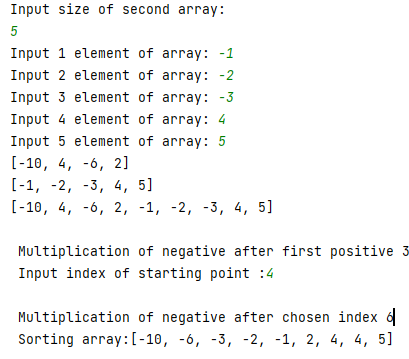 Input size of second array:
5
Input 1 element of array: -1
Input 2 element of array: -2
Input 3 element of array: -3
Input 4 element of array: 4
Input 5 element of array: 5
[-10, 4, -6, 2]
[-1, -2, -3, 4, 5]
[-10, 4, -6, 2, -1, -2, -3, 4, 5]
Multiplication of negative after first positive 3
Input index of starting point :4
Multiplication of negative after chosen index 6
Sorting array:[-10, -6, -3, -2, -1, 2, 4, 4, 5]